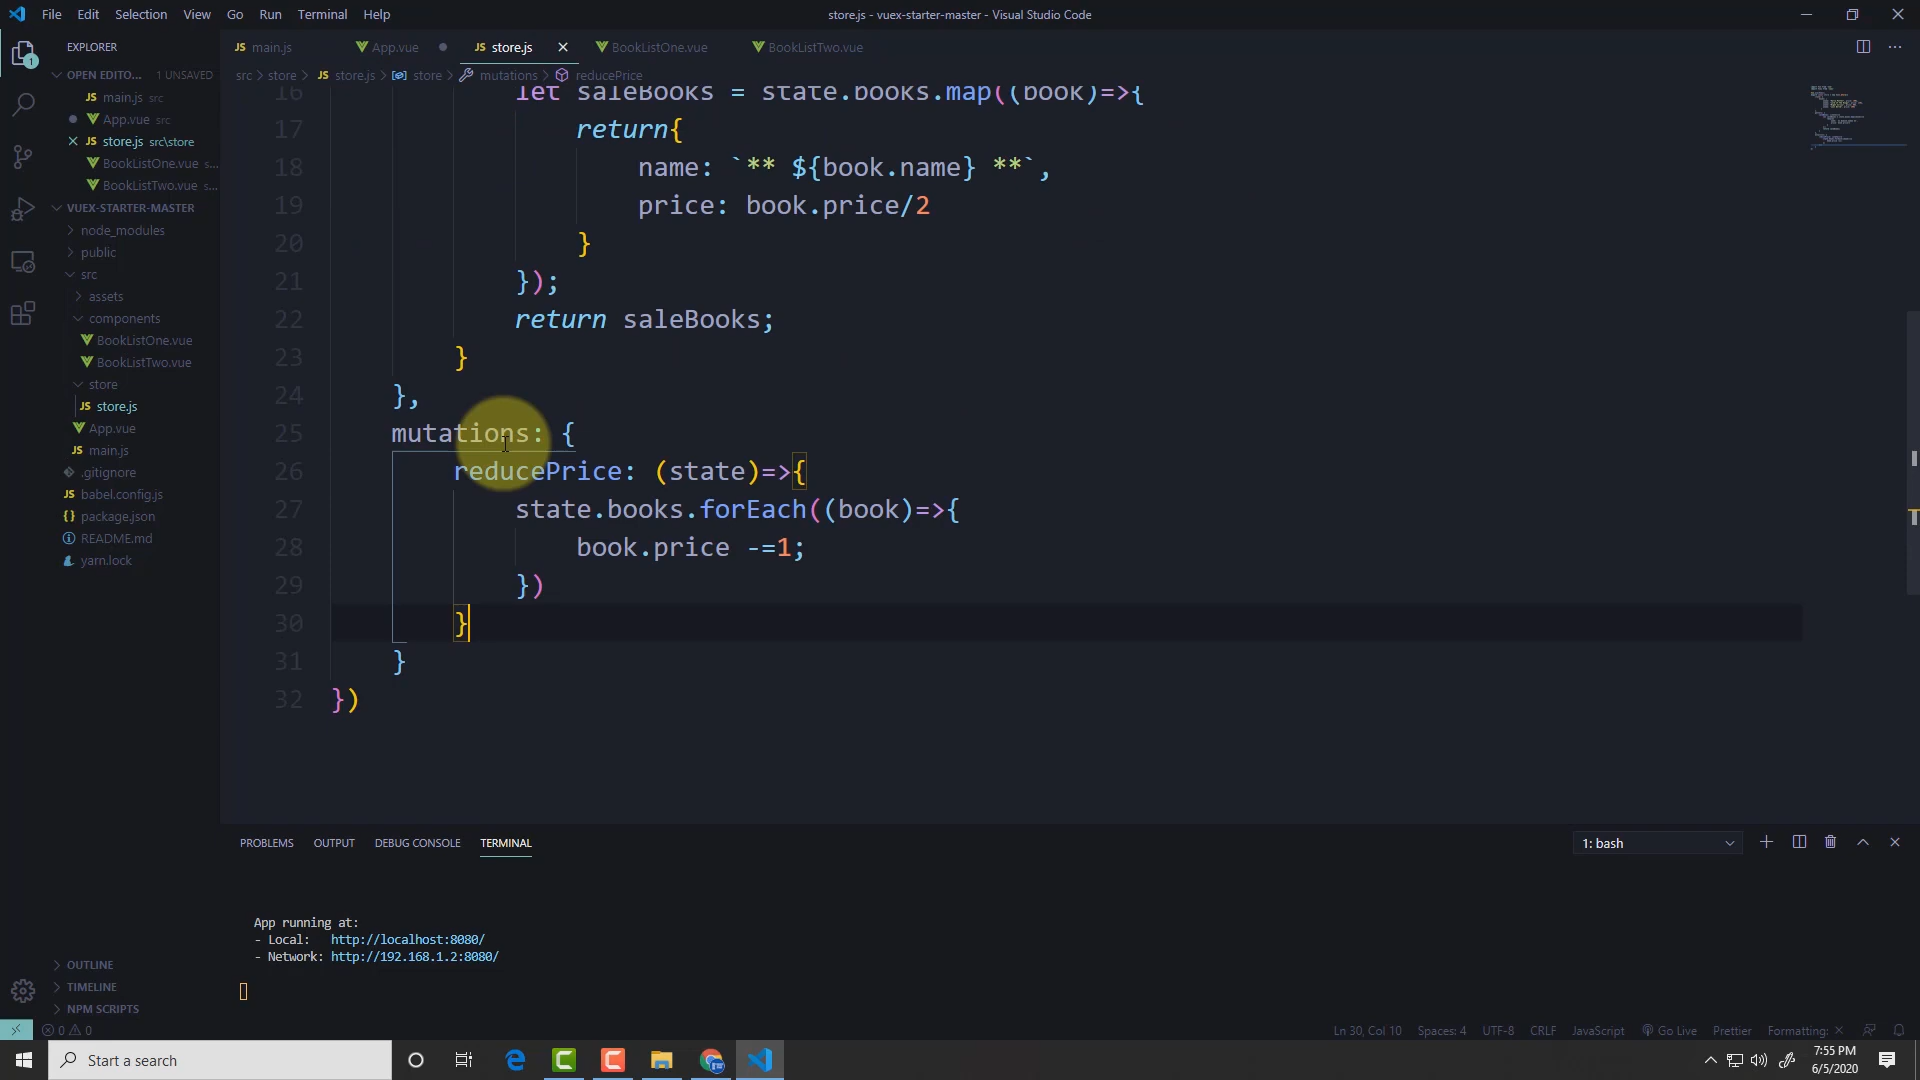 File Edit Selection View Go Run Terminal Help
store.js - vuex-starter-master - Visual Studio Code
EXPLORER
OPEN EDITO... 1 UNSAVED
JS main.js src
App.vue src
JS store.js src\store
BookListOne.vue s...
BookListTwo.vue s...
VUEX-STARTER-MASTER
node_modules
public
src
assets
components
BookListOne.vue
BookListTwo.vue
store
JS store.js
App.vue
JS main.js
.gitignore
JS babel.config.js
{} package.json
README.md
yarn.lock
OUTLINE
TIMELINE
NPM SCRIPTS
JS main.js App.vue JS store.js BookListOne.vue BookListTwo.vue
src > store > JS store.js > store > mutations > reducePrice
16 let saleBooks = state.books.map((book)=>{
17 return{
18 name: `** ${book.name} **`,
19 price: book.price/2
20 }
21 });
22 return saleBooks;
23 }
24 },
25 mutations: {
26 reducePrice: (state)=>{
27 state.books.forEach((book)=>{
28 book.price -=1;
29 })
30 }
31 }
32 })
PROBLEMS OUTPUT DEBUG CONSOLE TERMINAL
1: bash
App running at:
- Local: http://localhost:8080/
- Network: http://192.168.1.2:8080/
0 0
Ln 30, Col 10 Spaces: 4 UTF-8 CRLF JavaScript Go Live Prettier Formatting: ×
Start a search
7:55 PM
6/5/2020